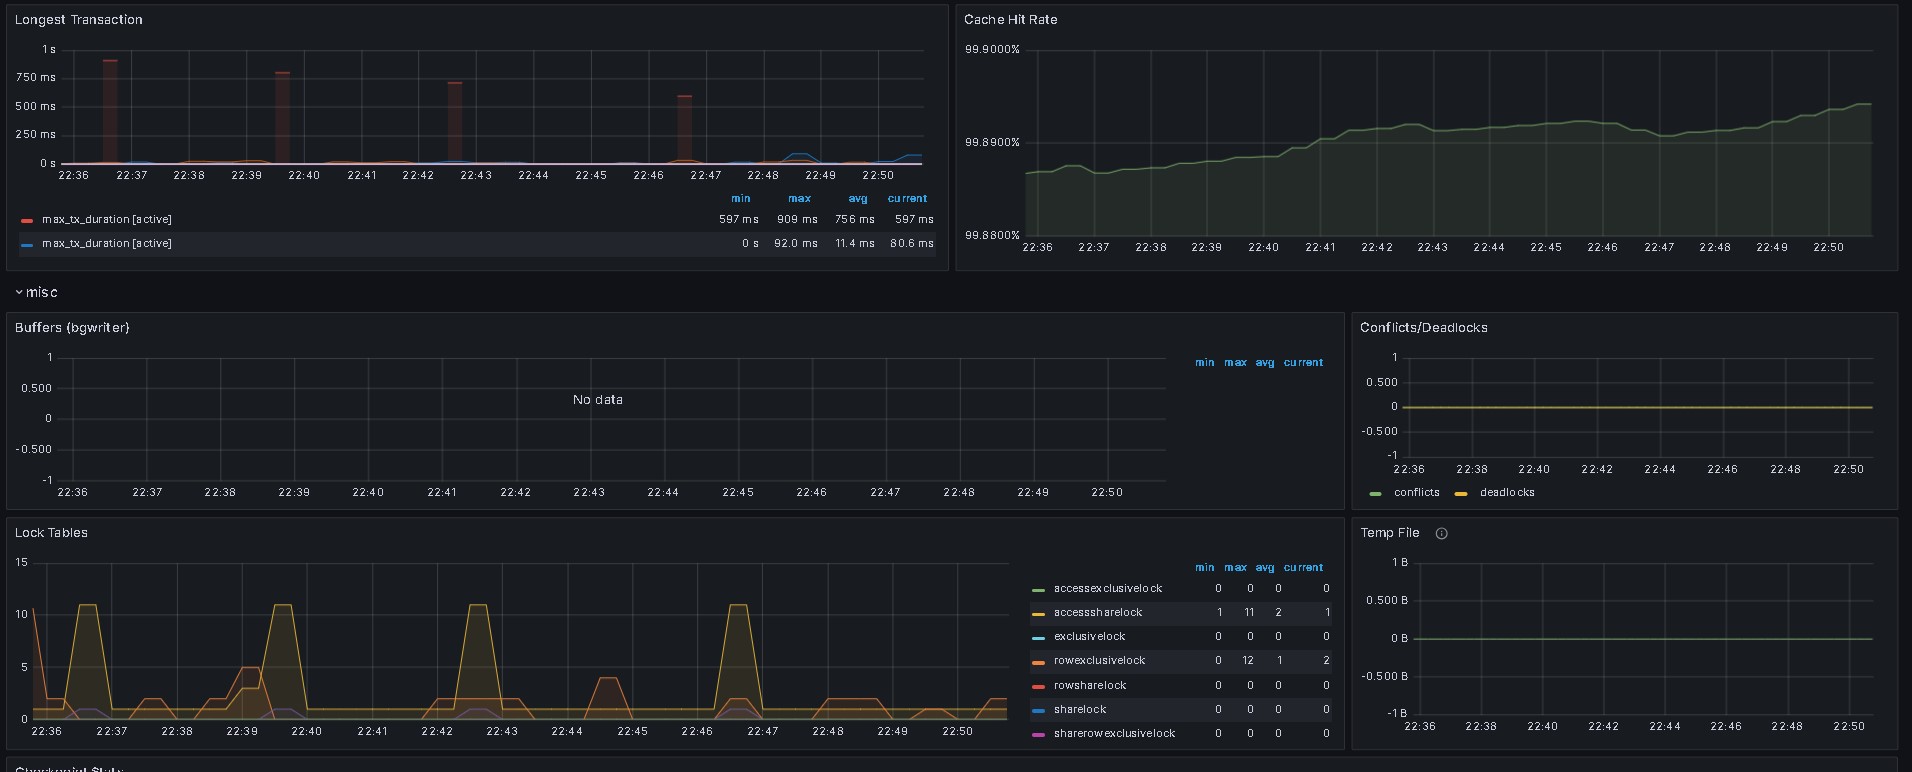 Longest Transaction
1 s
750 ms
500 ms
250 ms
0 s
22:36 22:37 22:38 22:39 22:40 22:41 22:42 22:43 22:44 22:45 22:46 22:47 22:48 22:49 22:50
min max avg current
max_tx_duration [active] 597 ms 909 ms 756 ms 597 ms
max_tx_duration [active] 0 s 92.0 ms 11.4 ms 80.6 ms
Cache Hit Rate
99.9000%
99.8900%
99.8800%
22:36 22:37 22:38 22:39 22:40 22:41 22:42 22:43 22:44 22:45 22:46 22:47 22:48 22:49 22:50
misc
Buffers (bgwriter)
1
0.500
0
-0.500
-1
No data
22:36 22:37 22:38 22:39 22:40 22:41 22:42 22:43 22:44 22:45 22:46 22:47 22:48 22:49 22:50
min max avg current
Conflicts/Deadlocks
1
0.500
0
-0.500
-1
22:36 22:38 22:40 22:42 22:44 22:46 22:48 22:50
conflicts deadlocks
Lock Tables
15
10
5
0
22:36 22:37 22:38 22:39 22:40 22:41 22:42 22:43 22:44 22:45 22:46 22:47 22:48 22:49 22:50
min max avg current
accessexclusivelock 0 0 0 0
accesssharelock 1 11 2 1
exclusivelock 0 0 0 0
rowexclusivelock 0 12 1 2
rowsharelock 0 0 0 0
sharelock 0 0 0 0
sharerowexclusivelock 0 0 0 0
Temp File
1 B
0.500 B
0 B
-0.500 B
-1 B
22:36 22:38 22:40 22:42 22:44 22:46 22:48 22:50